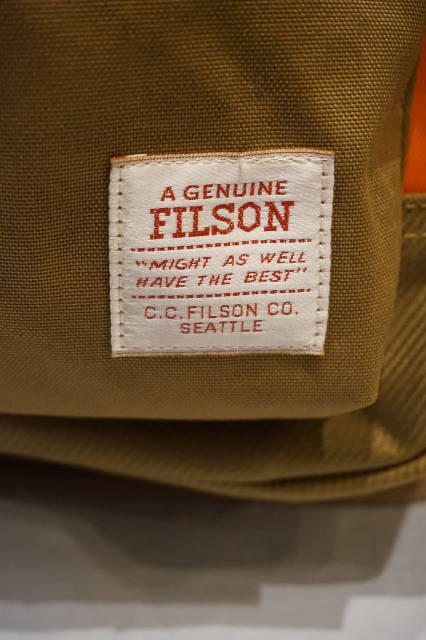 A GENUINE
FILSON
"MIGHT AS WELL
HAVE THE BEST"
C.C. FILSON CO.
SEATTLE